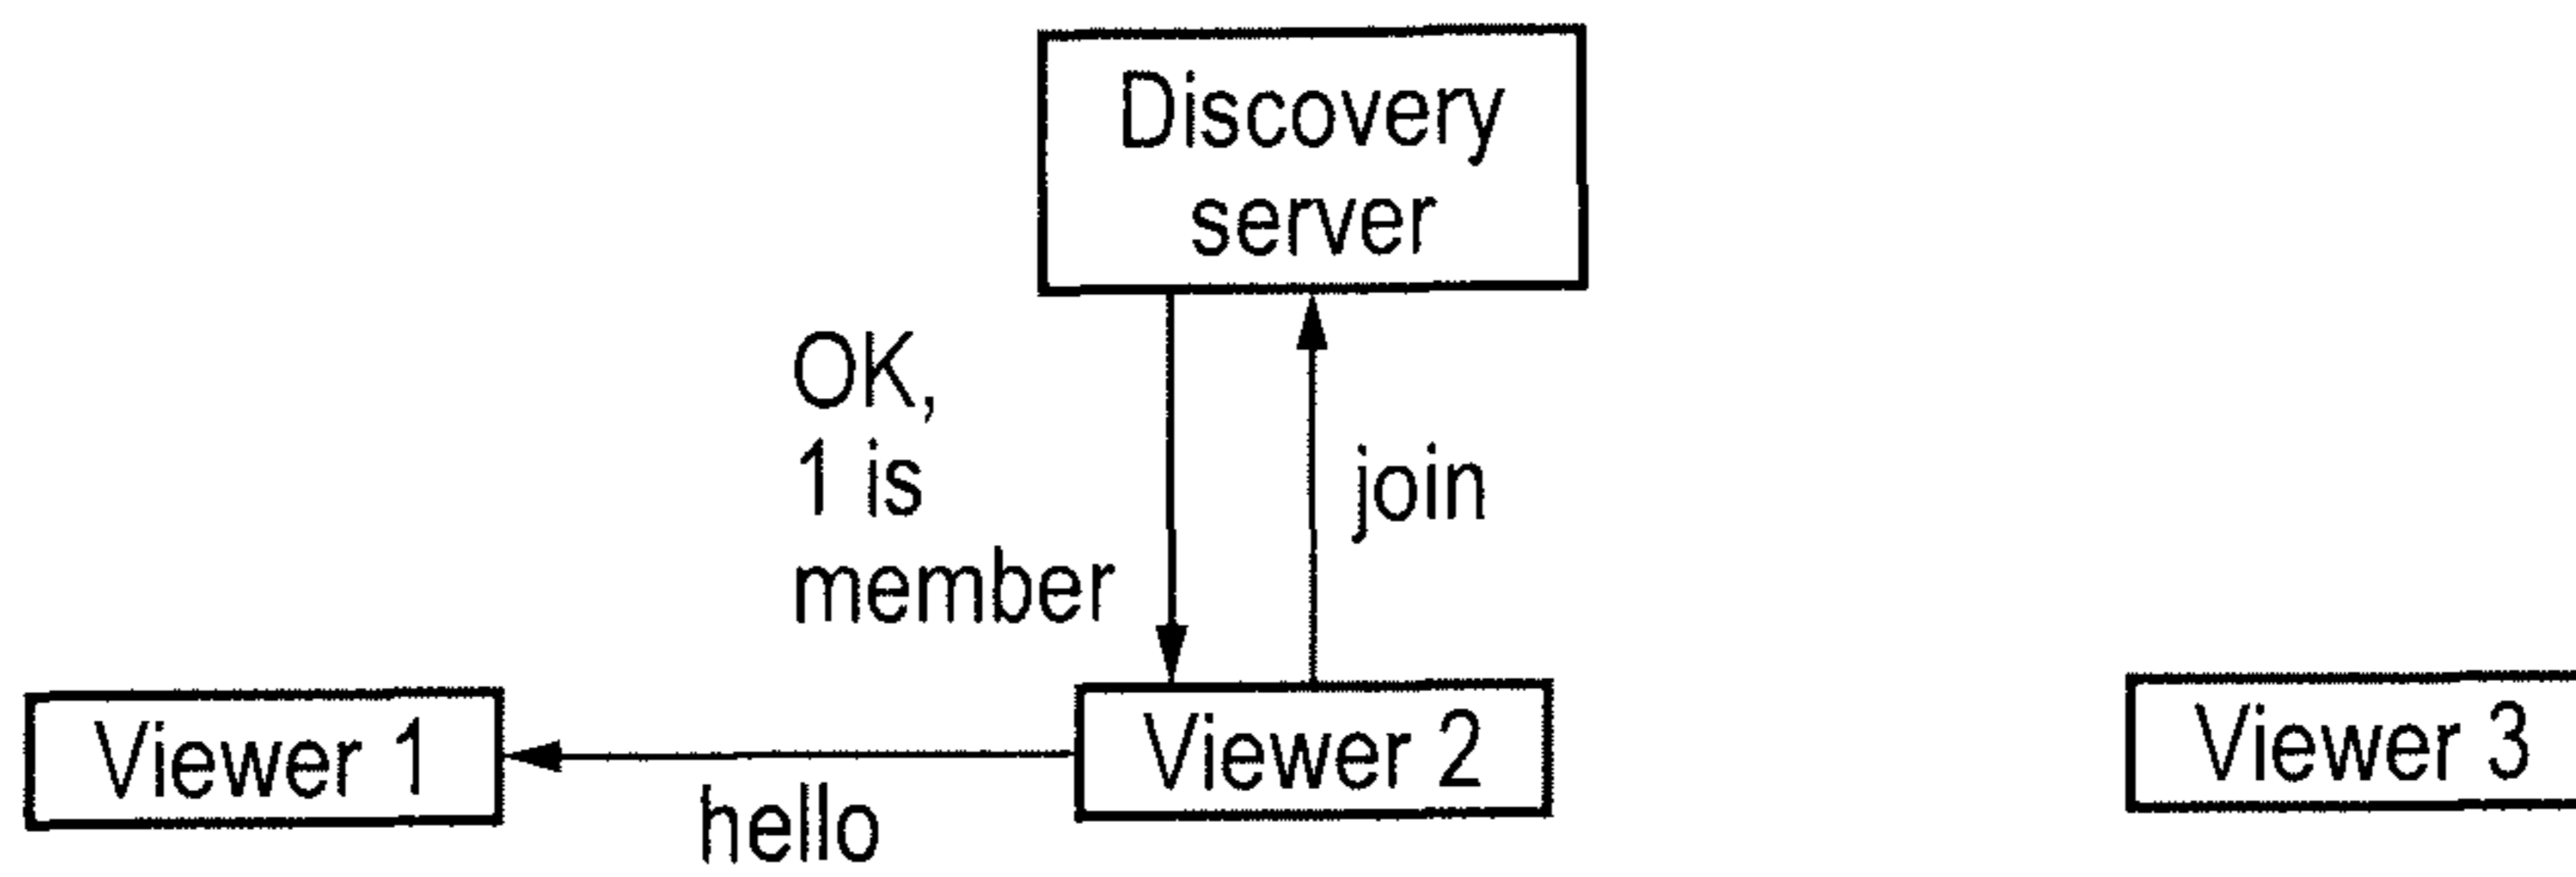 Discovery
server
OK,
1 is
member
join
Viewer 1
hello
Viewer 2
Viewer 3